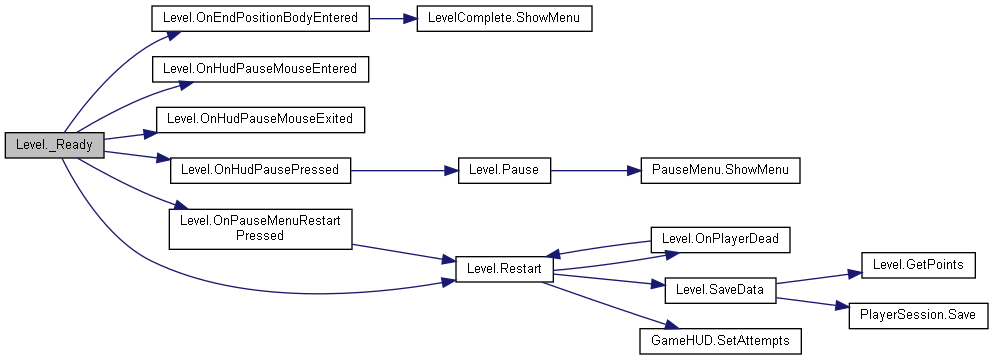 Level.OnEndPositionBodyEntered
LevelComplete.ShowMenu
Level.OnHudPauseMouseEntered
Level.OnHudPauseMouseExited
Level._Ready
Level.OnHudPausePressed
Level.Pause
PauseMenu.ShowMenu
Level.OnPauseMenuRestart
Pressed
Level.OnPlayerDead
Level.Restart
Level.GetPoints
Level.SaveData
PlayerSession.Save
GameHUD.SetAttempts